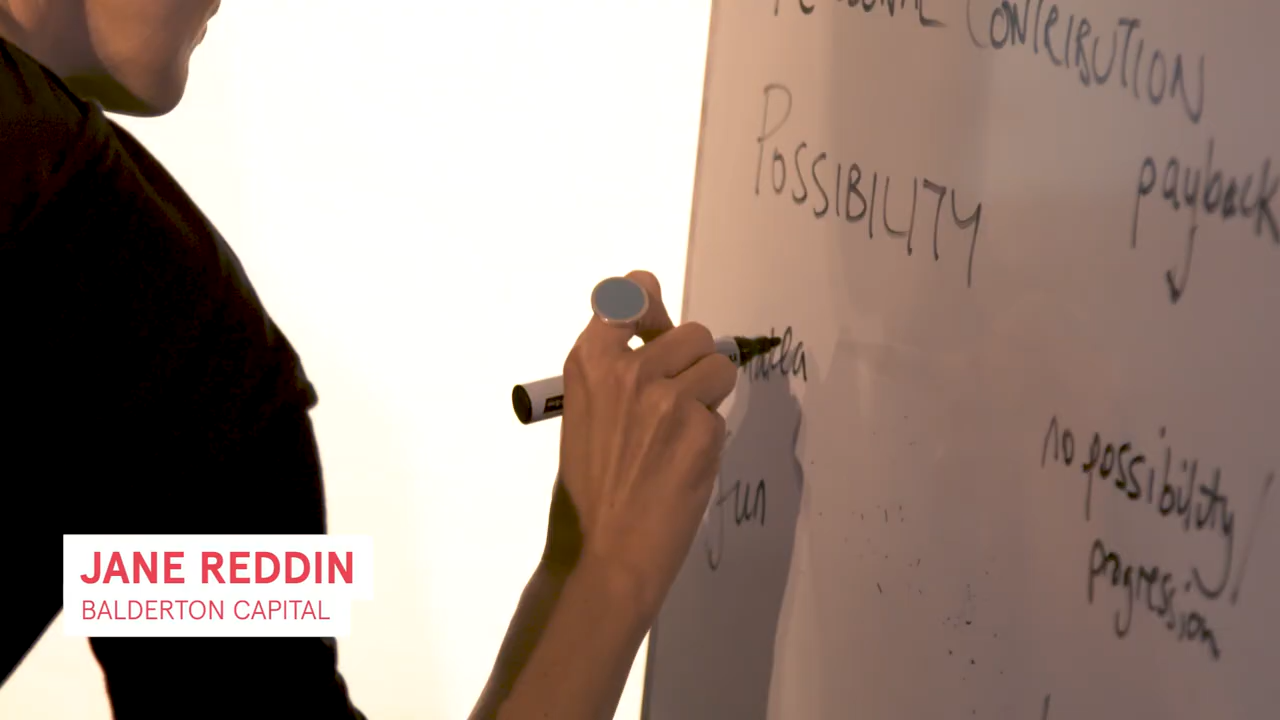 CONTRIBUTION
POSSIBILITY
payback
fun
no possibility/
progression
JANE REDDIN
BALDERTON CAPITAL